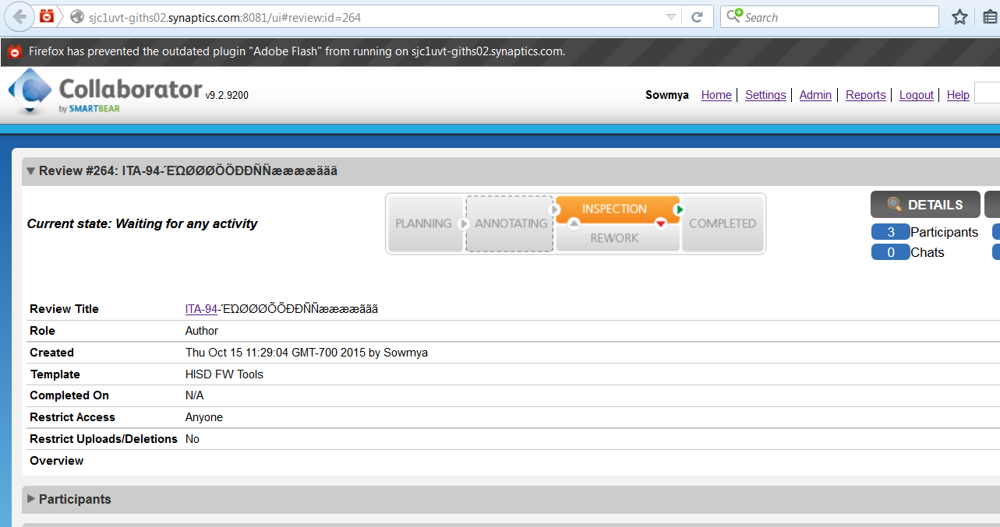 sjc1uvt-giths02.synaptics.com:8081/ui#review:id=264
Search
Firefox has prevented the outdated plugin "Adobe Flash" from running on sjc1uvt-giths02.synaptics.com.
Collaborator v9.2.9200
by SMARTBEAR
Sowmya Home Settings Admin Reports Logout Help
Review #264: ITA-94-΄ΕΏØØØÕÕÐÐÑÑææææããã
Current state: Waiting for any activity
PLANNING ANNOTATING INSPECTION REWORK COMPLETED
DETAILS
3 Participants
0 Chats
Review Title ITA-94-΄ΕΏØØØÕÕÐÐÑÑææææããã
Role Author
Created Thu Oct 15 11:29:04 GMT-700 2015 by Sowmya
Template HISD FW Tools
Completed On N/A
Restrict Access Anyone
Restrict Uploads/Deletions No
Overview
Participants